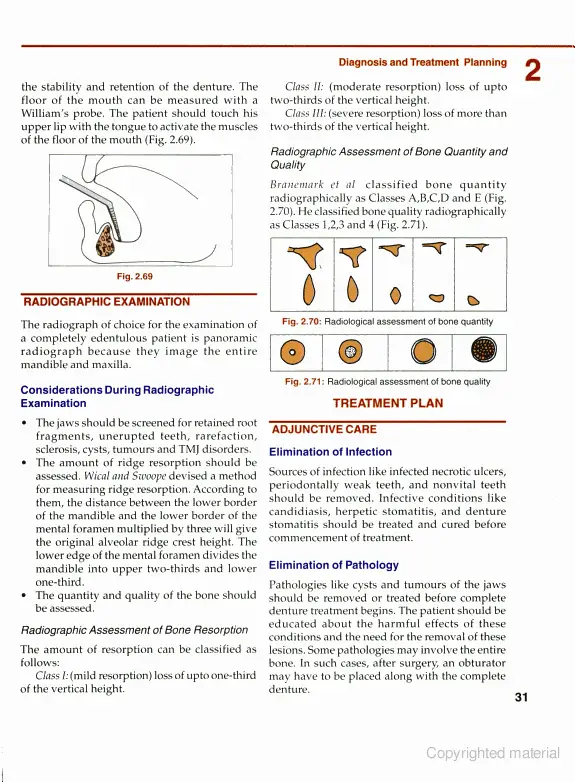 Diagnosis and Treatment Planning
2
the stability and retention of the denture. The
floor of the mouth can be measured with a
William's probe. The patient should touch his
upper lip with the tongue to activate the muscles
of the floor of the mouth (Fig. 2.69).
Fig. 2.69
RADIOGRAPHIC EXAMINATION
The radiograph of choice for the examination of
a completely edentulous patient is panoramic
radiograph because they image the entire
mandible and maxilla.
Considerations During Radiographic
Examination
• The jaws should be screened for retained root
fragments, unerupted teeth, rarefaction,
sclerosis, cysts, tumours and TMJ disorders.
• The amount of ridge resorption should be
assessed. Wical and Swoope devised a method
for measuring ridge resorption. According to
them, the distance between the lower border
of the mandible and the lower border of the
mental foramen multiplied by three will give
the original alveolar ridge crest height. The
lower edge of the mental foramen divides the
mandible into upper two-thirds and lower
one-third.
• The quantity and quality of the bone should
be assessed.
Radiographic Assessment of Bone Resorption
The amount of resorption can be classified as
follows:
Class I: (mild resorption) loss of upto one-third
of the vertical height.
Class II: (moderate resorption) loss of upto
two-thirds of the vertical height.
Class III: (severe resorption) loss of more than
two-thirds of the vertical height.
Radiographic Assessment of Bone Quantity and
Quality
Branemark et al classified bone quantity
radiographically as Classes A,B,C,D and E (Fig.
2.70). He classified bone quality radiographically
as Classes 1,2,3 and 4 (Fig. 2.71).
Fig. 2.70: Radiological assessment of bone quantity
Fig. 2.71: Radiological assessment of bone quality
TREATMENT PLAN
ADJUNCTIVE CARE
Elimination of Infection
Sources of infection like infected necrotic ulcers,
periodontally weak teeth, and nonvital teeth
should be removed. Infective conditions like
candidiasis, herpetic stomatitis, and denture
stomatitis should be treated and cured before
commencement of treatment.
Elimination of Pathology
Pathologies like cysts and tumours of the jaws
should be removed or treated before complete
denture treatment begins. The patient should be
educated about the harmful effects of these
conditions and the need for the removal of these
lesions. Some pathologies may involve the entire
bone. In such cases, after surgery, an obturator
may have to be placed along with the complete
denture.
31
Copyrighted material